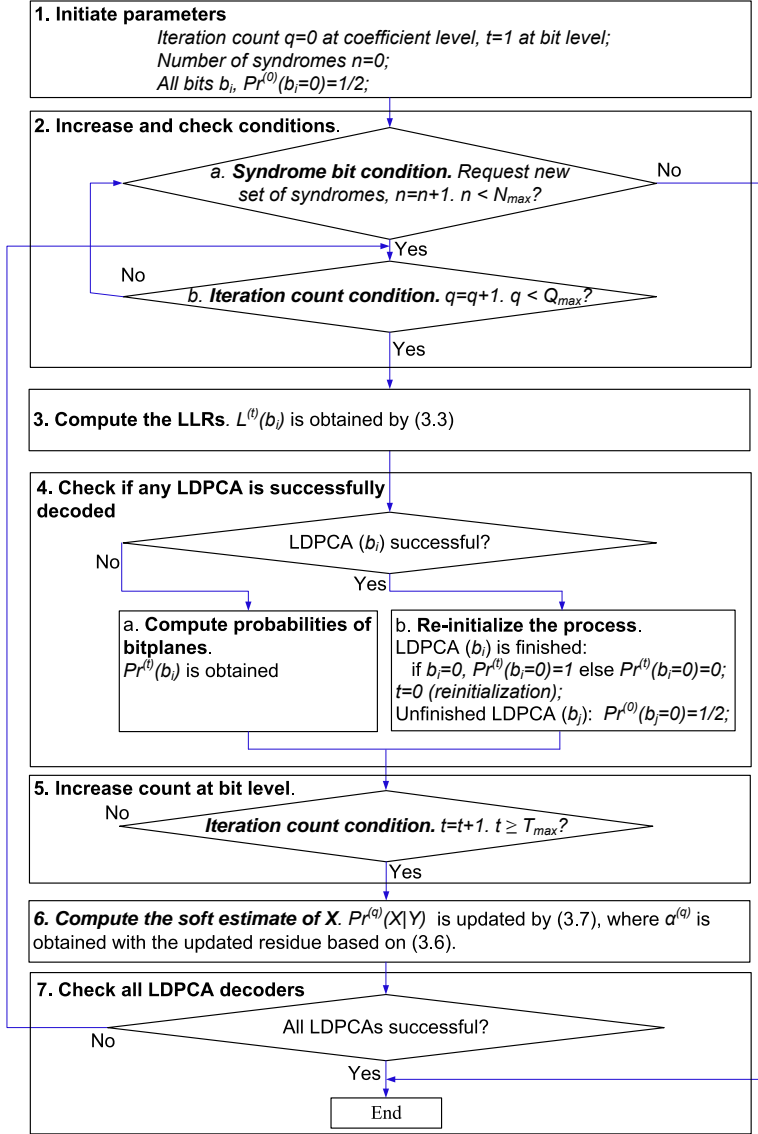 1. Initiate parameters
Iteration count q=0 at coefficient level, t=1 at bit level;
Number of syndromes n=0;
All bits bᵢ, Pr⁽⁰⁾(bᵢ=0)=1/2;
2. Increase and check conditions.
a. Syndrome bit condition. Request new
set of syndromes, n=n+1. n < Nₘₐₓ?
No
Yes
No
b. Iteration count condition. q=q+1. q < Qₘₐₓ?
Yes
3. Compute the LLRs. L⁽ᵗ⁾(bᵢ) is obtained by (3.3)
4. Check if any LDPCA is successfully
decoded
LDPCA (bᵢ) successful?
No
Yes
a. Compute probabilities of
bitplanes.
Pr⁽ᵗ⁾(bᵢ) is obtained
b. Re-initialize the process.
LDPCA (bᵢ) is finished:
if bᵢ=0, Pr⁽ᵗ⁾(bᵢ=0)=1 else Pr⁽ᵗ⁾(bᵢ=0)=0;
t=0 (reinitialization);
Unfinished LDPCA (bⱼ): Pr⁽⁰⁾(bⱼ=0)=1/2;
5. Increase count at bit level.
No
Iteration count condition. t=t+1. t ≥ Tₘₐₓ?
Yes
6. Compute the soft estimate of X. Pr⁽q⁾(X|Y) is updated by (3.7), where α⁽q⁾ is
obtained with the updated residue based on (3.6).
7. Check all LDPCA decoders
All LDPCAs successful?
No
Yes
End